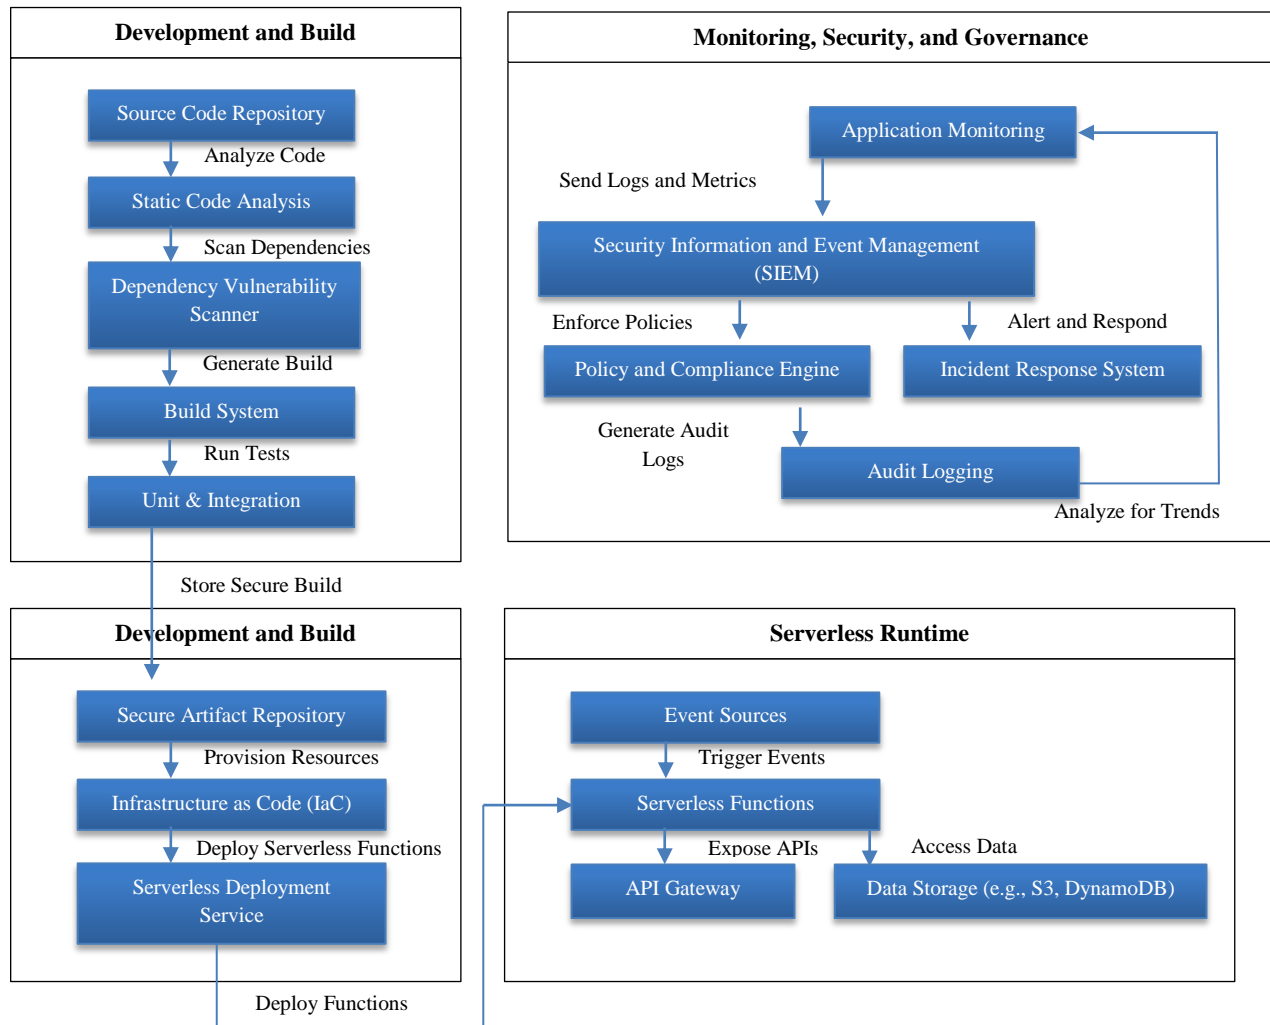 Development and Build
Source Code Repository
Analyze Code
Static Code Analysis
Scan Dependencies
Dependency Vulnerability
Scanner
Generate Build
Build System
Run Tests
Unit & Integration
Store Secure Build
Monitoring, Security, and Governance
Application Monitoring
Send Logs and Metrics
Security Information and Event Management
(SIEM)
Enforce Policies
Alert and Respond
Policy and Compliance Engine
Incident Response System
Generate Audit
Logs
Audit Logging
Analyze for Trends
Development and Build
Secure Artifact Repository
Provision Resources
Infrastructure as Code (IaC)
Deploy Serverless Functions
Serverless Deployment
Service
Deploy Functions
Serverless Runtime
Event Sources
Trigger Events
Serverless Functions
Expose APIs
Access Data
API Gateway
Data Storage (e.g., S3, DynamoDB)